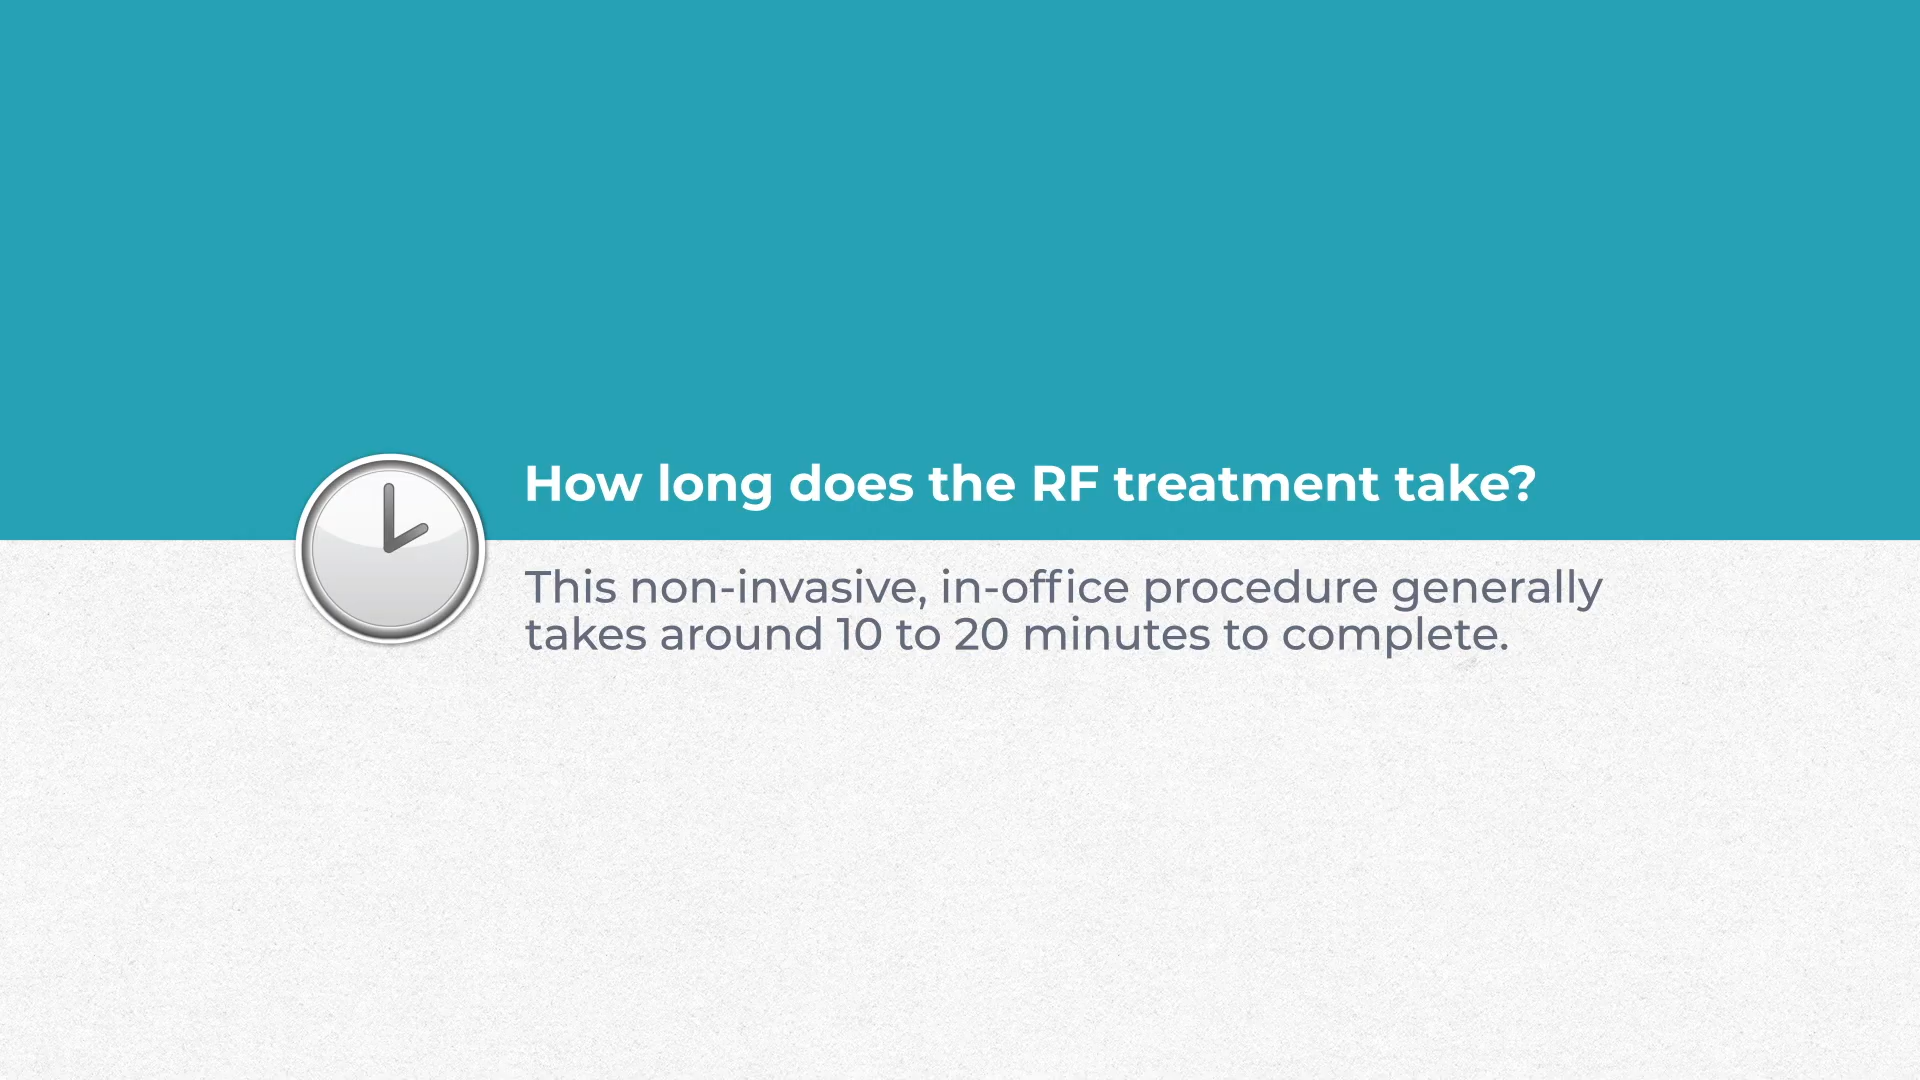 How long does the RF treatment take?
This non-invasive, in-office procedure generally
takes around 10 to 20 minutes to complete.